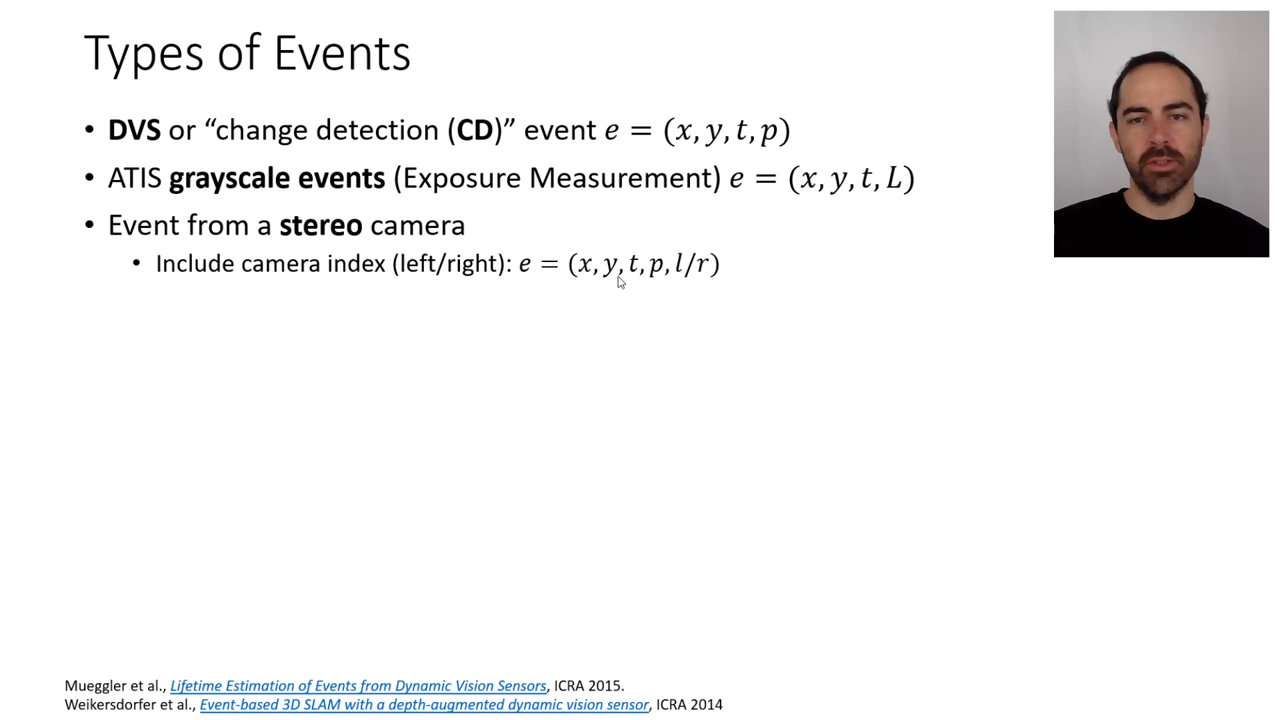 Types of Events
• DVS or “change detection (CD)” event e = (x, y, t, p)
• ATIS grayscale events (Exposure Measurement) e = (x, y, t, L)
• Event from a stereo camera
• Include camera index (left/right): e = (x, y, t, p, l/r)
Mueggler et al., Lifetime Estimation of Events from Dynamic Vision Sensors, ICRA 2015.
Weikersdorfer et al., Event-based 3D SLAM with a depth-augmented dynamic vision sensor, ICRA 2014